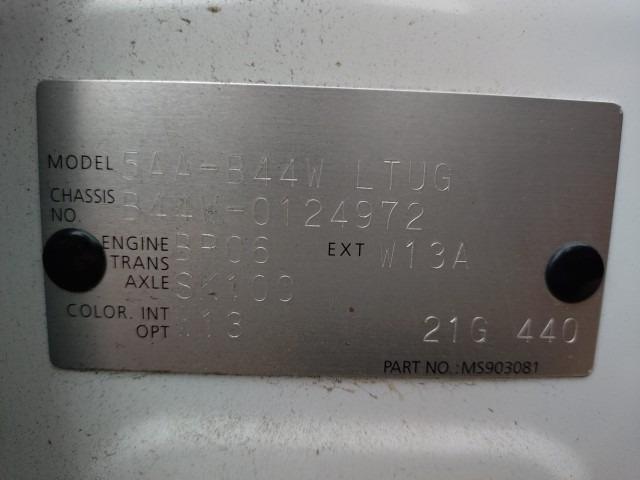 MODEL 5AA-B44W LTUG
CHASSIS NO. B44W-0124972
ENGINE BR06 EXT W13A
TRANS AXLE SK100
COLOR. INT OPT 13 21G 440
PART NO.:MS903081